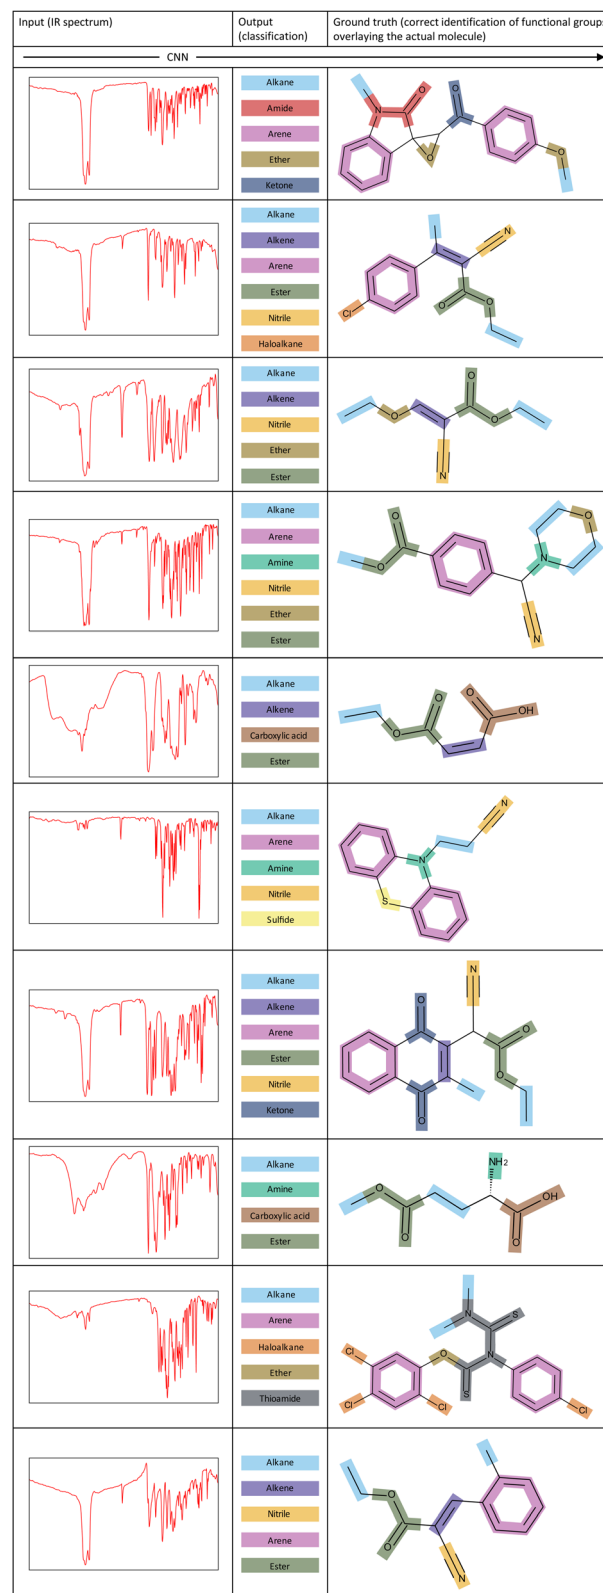 Input (IR spectrum)
Output
(classification)
Ground truth (correct identification of functional groups
overlaying the actual molecule)
CNN
Alkane
Amide
Arene
Ether
Ketone
N
O
O
O
O
Alkane
Alkene
Arene
Ester
Nitrile
Haloalkane
N
Cl
O
O
Alkane
Alkene
Nitrile
Ether
Ester
O
O
O
N
Alkane
Arene
Amine
Nitrile
Ether
Ester
O
O
N
O
N
Alkane
Alkene
Carboxylic acid
Ester
O
O
OH
O
Alkane
Arene
Amine
Nitrile
Sulfide
N
N
S
Alkane
Alkene
Arene
Ester
Nitrile
Ketone
N
O
O
O
O
Alkane
Amine
Carboxylic acid
Ester
NH2
O
OH
O
O
Alkane
Arene
Haloalkane
Ether
Thioamide
N
S
Cl
O
N
Cl
S
Cl
Cl
Alkane
Alkene
Nitrile
Arene
Ester
O
O
N